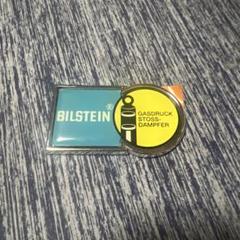 BILSTEIN®
GASDRUCK
STOSS-
DÄMPFER